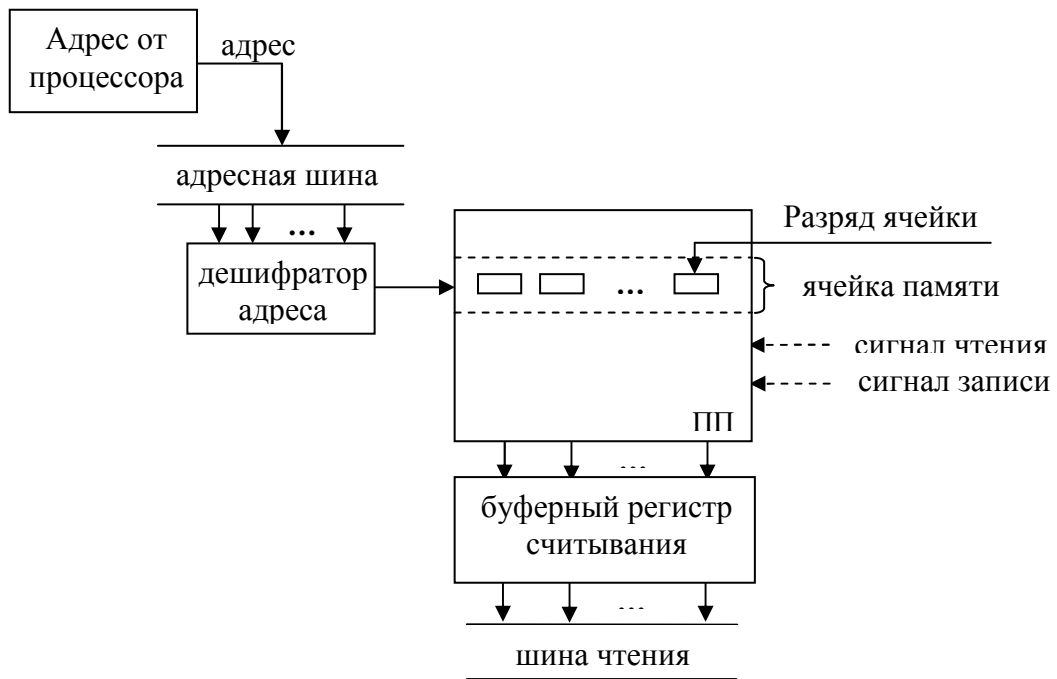 Адрес от
процессора
адрес
адресная шина
...
Разряд ячейки
дешифратор
адреса
...
ячейка памяти
сигнал чтения
сигнал записи
ПП
...
буферный регистр
считывания
...
шина чтения